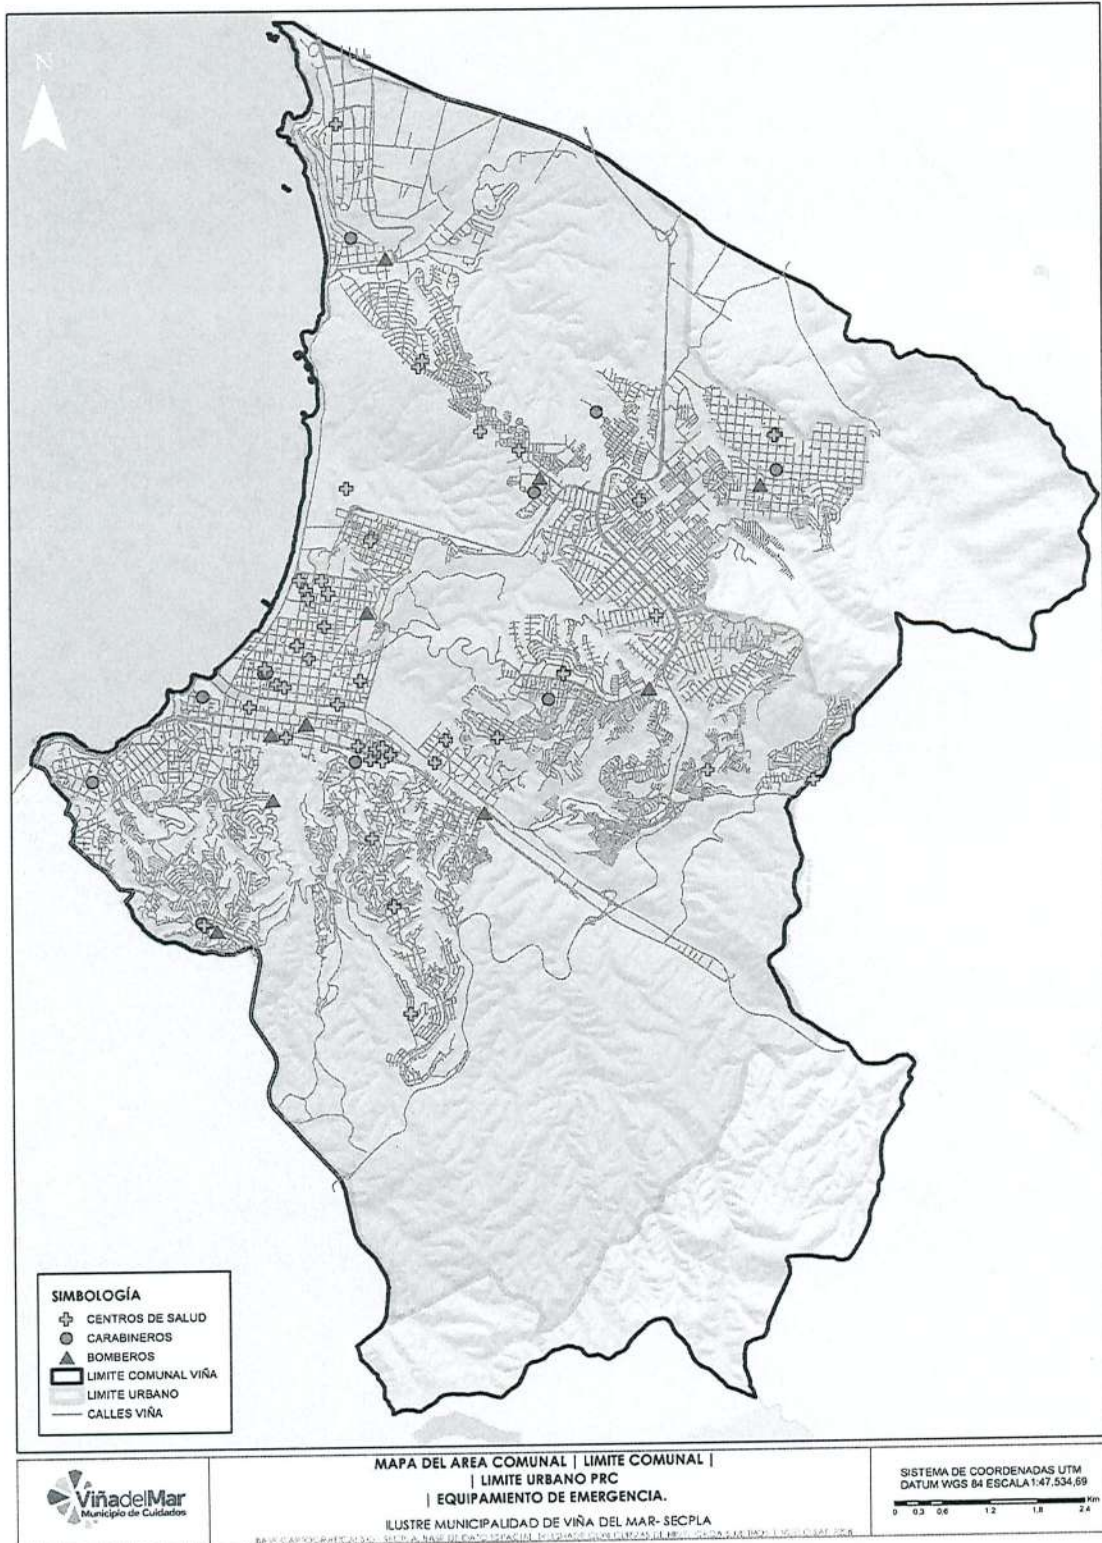 N
SIMBOLOGÍA
CENTROS DE SALUD
CARABINEROS
BOMBEROS
LIMITE COMUNAL VIÑA
LIMITE URBANO
CALLES VIÑA
ViñadelMar
Municipio de Cuidados
MAPA DEL AREA COMUNAL | LIMITE COMUNAL |
| LIMITE URBANO PRC
| EQUIPAMIENTO DE EMERGENCIA.
ILUSTRE MUNICIPALIDAD DE VIÑA DEL MAR- SECPLA
SISTEMA DE COORDENADAS UTM
DATUM WGS 84 ESCALA 1:47.534,69
Km
0 0,3 0,6 1,2 1,8 2,4